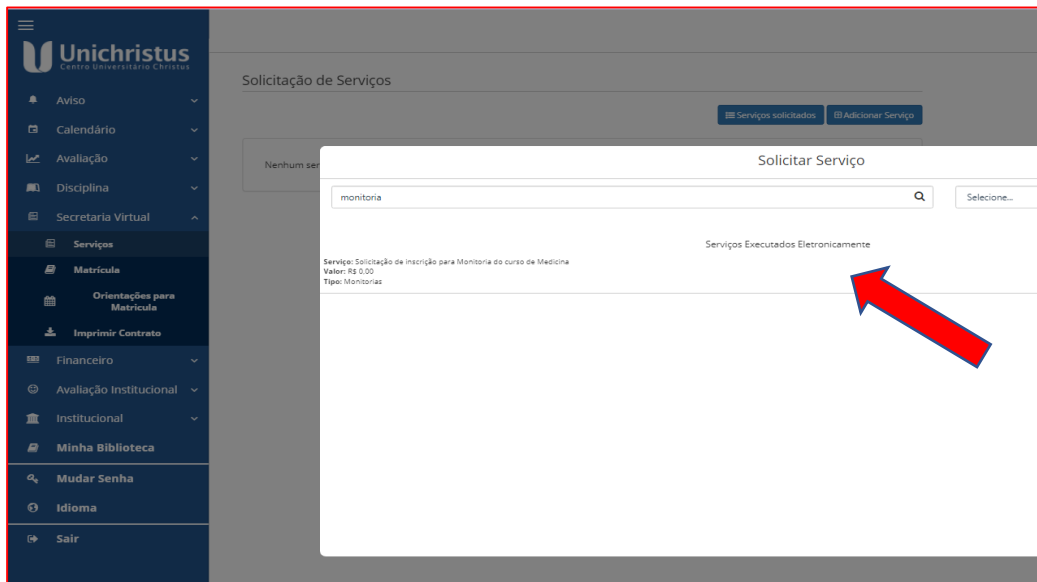 Unichristus
Centro Universitário Christus
Aviso
Calendário
Avaliação
Disciplina
Secretaria Virtual
Serviços
Matrícula
Orientações para
Matricula
Imprimir Contrato
Financeiro
Avaliação Institucional
Institucional
Minha Biblioteca
Mudar Senha
Idioma
Sair
Solicitação de Serviços
Serviços solicitados
Adicionar Serviço
Nenhum ser
Solicitar Serviço
monitoria
Selecione...
Serviços Executados Eletronicamente
Serviço: Solicitação de inscrição para Monitoria do curso de Medicina
Valor: R$ 0,00
Tipo: Monitorias